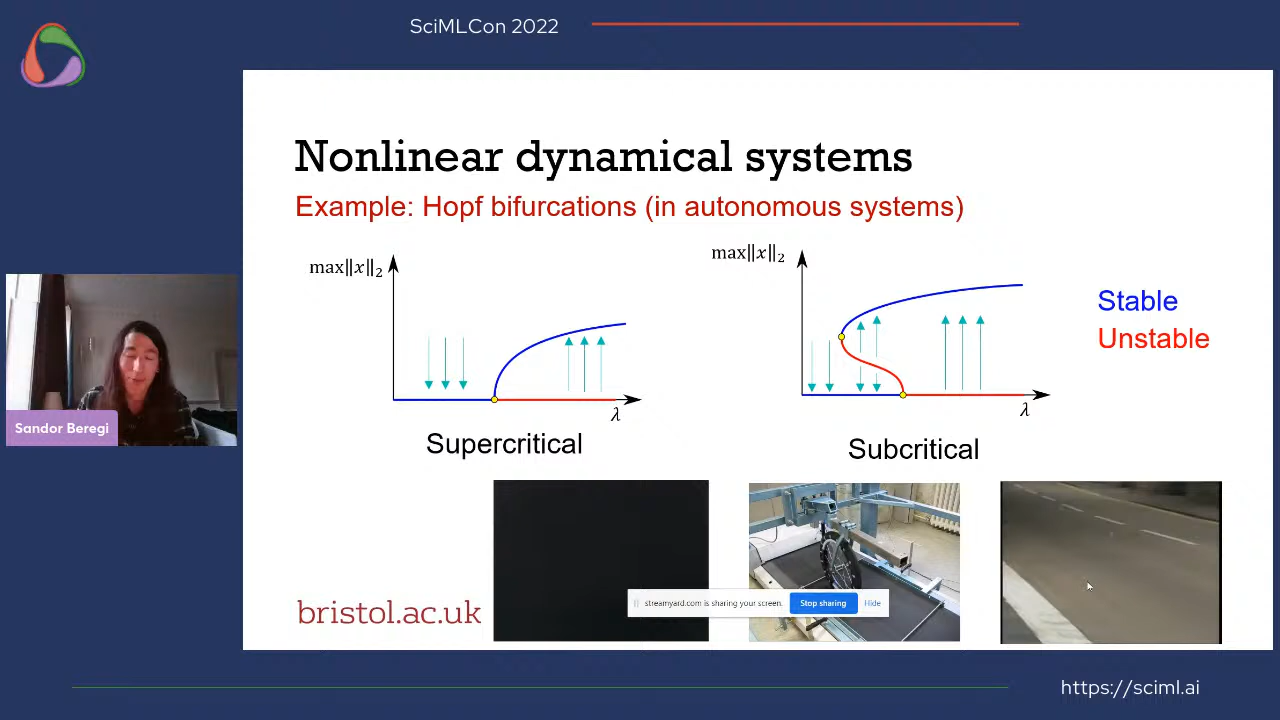 SciMLCon 2022
Nonlinear dynamical systems
Example: Hopf bifurcations (in autonomous systems)
max‖x‖₂
λ
Supercritical
max‖x‖₂
λ
Subcritical
Stable
Unstable
Sandor Beregi
bristol.ac.uk
streamyard.com is sharing your screen.
Stop sharing
Hide
https://sciml.ai